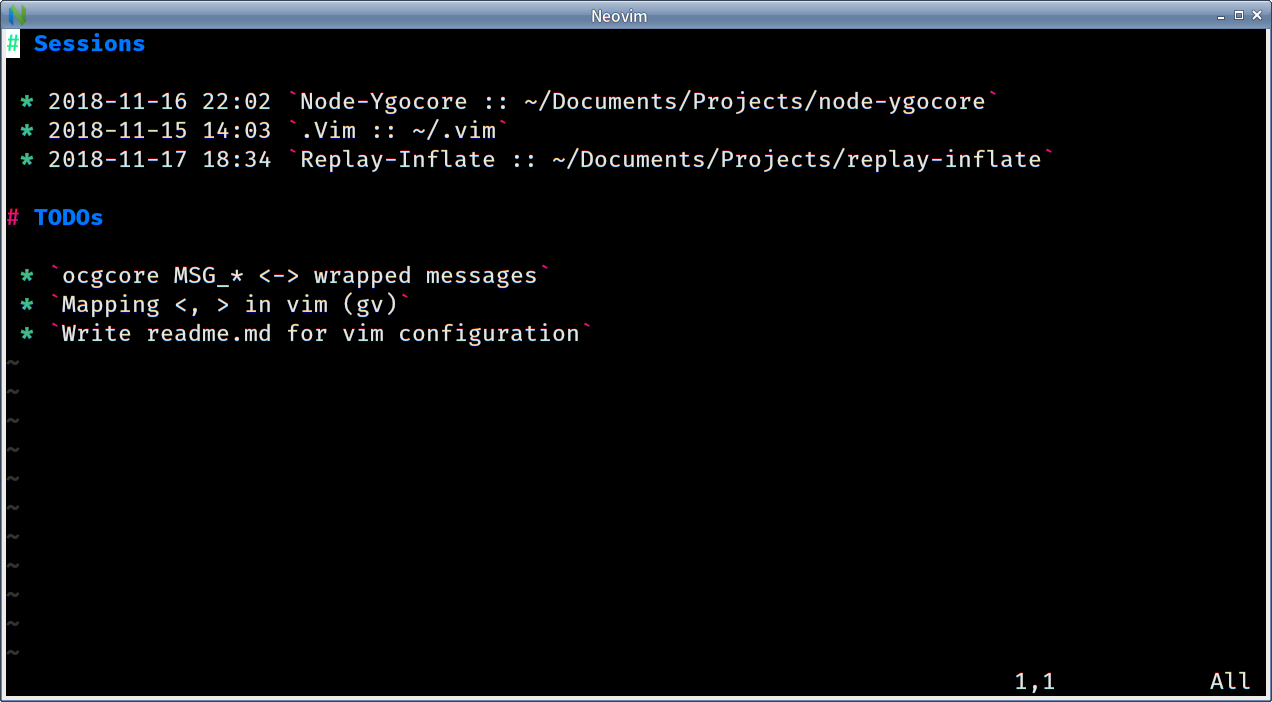 Neovim
# Sessions
* 2018-11-16 22:02 `Node-Ygocore :: ~/Documents/Projects/node-ygocore`
* 2018-11-15 14:03 `.Vim :: ~/.vim`
* 2018-11-17 18:34 `Replay-Inflate :: ~/Documents/Projects/replay-inflate`
# TODOs
* `ocgcore MSG_* <-> wrapped messages`
* `Mapping <, > in vim (gv)`
* `Write readme.md for vim configuration`
~
~
~
~
~
~
~
~
~
~
~
1,1 All